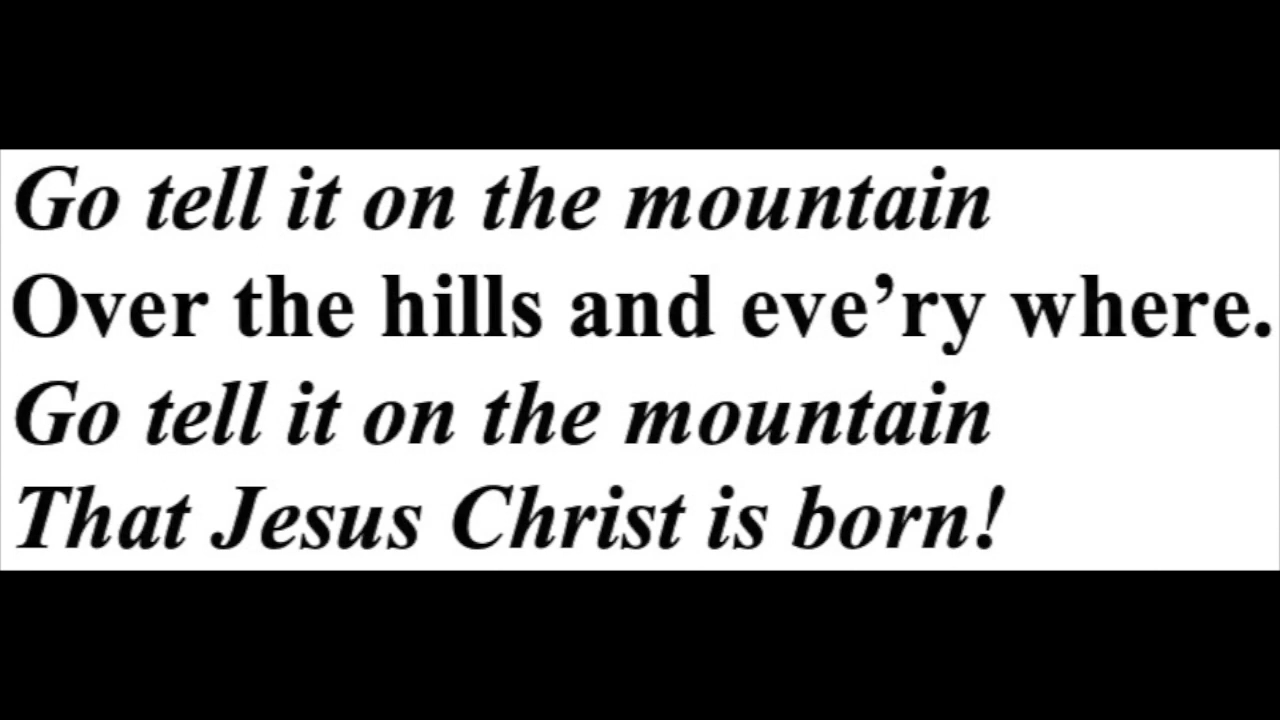 Go tell it on the mountain
Over the hills and eve’ry where.
Go tell it on the mountain
That Jesus Christ is born!